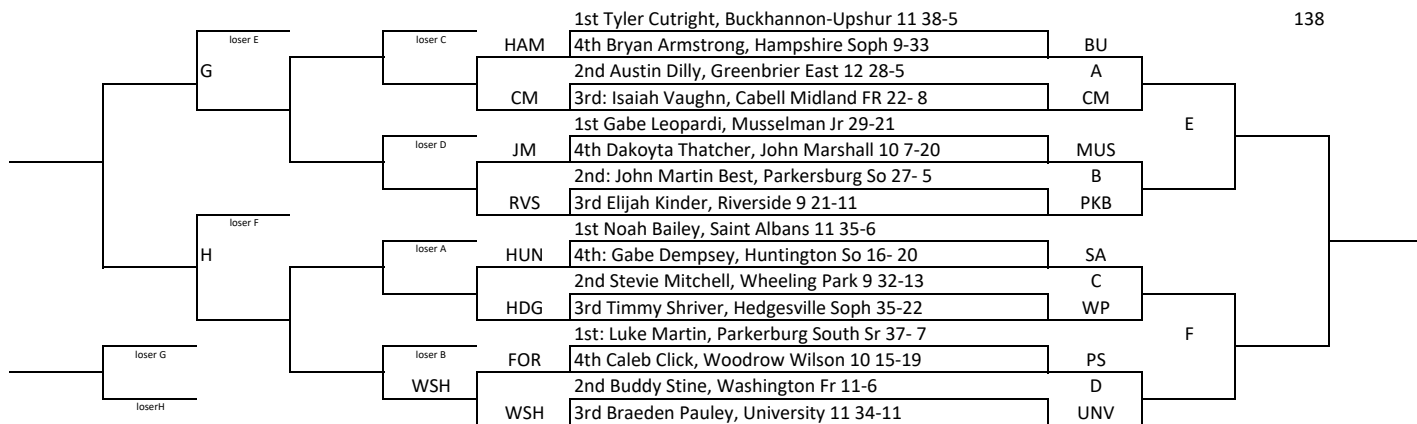 1st Tyler Cutright, Buckhannon-Upshur 11 38-5 138
loser E loser C HAM 4th Bryan Armstrong, Hampshire Soph 9-33 BU
G 2nd Austin Dilly, Greenbrier East 12 28-5 A
CM 3rd: Isaiah Vaughn, Cabell Midland FR 22- 8 CM
1st Gabe Leopardi, Musselman Jr 29-21 E
loser D JM 4th Dakoyta Thatcher, John Marshall 10 7-20 MUS
2nd: John Martin Best, Parkersburg So 27- 5 B
RVS 3rd Elijah Kinder, Riverside 9 21-11 PKB
loser F 1st Noah Bailey, Saint Albans 11 35-6
H loser A HUN 4th: Gabe Dempsey, Huntington So 16- 20 SA
2nd Stevie Mitchell, Wheeling Park 9 32-13 C
HDG 3rd Timmy Shriver, Hedgesville Soph 35-22 WP
1st: Luke Martin, Parkerburg South Sr 37- 7 F
loser G loser B FOR 4th Caleb Click, Woodrow Wilson 10 15-19 PS
WSH 2nd Buddy Stine, Washington Fr 11-6 D
loserH WSH 3rd Braeden Pauley, University 11 34-11 UNV